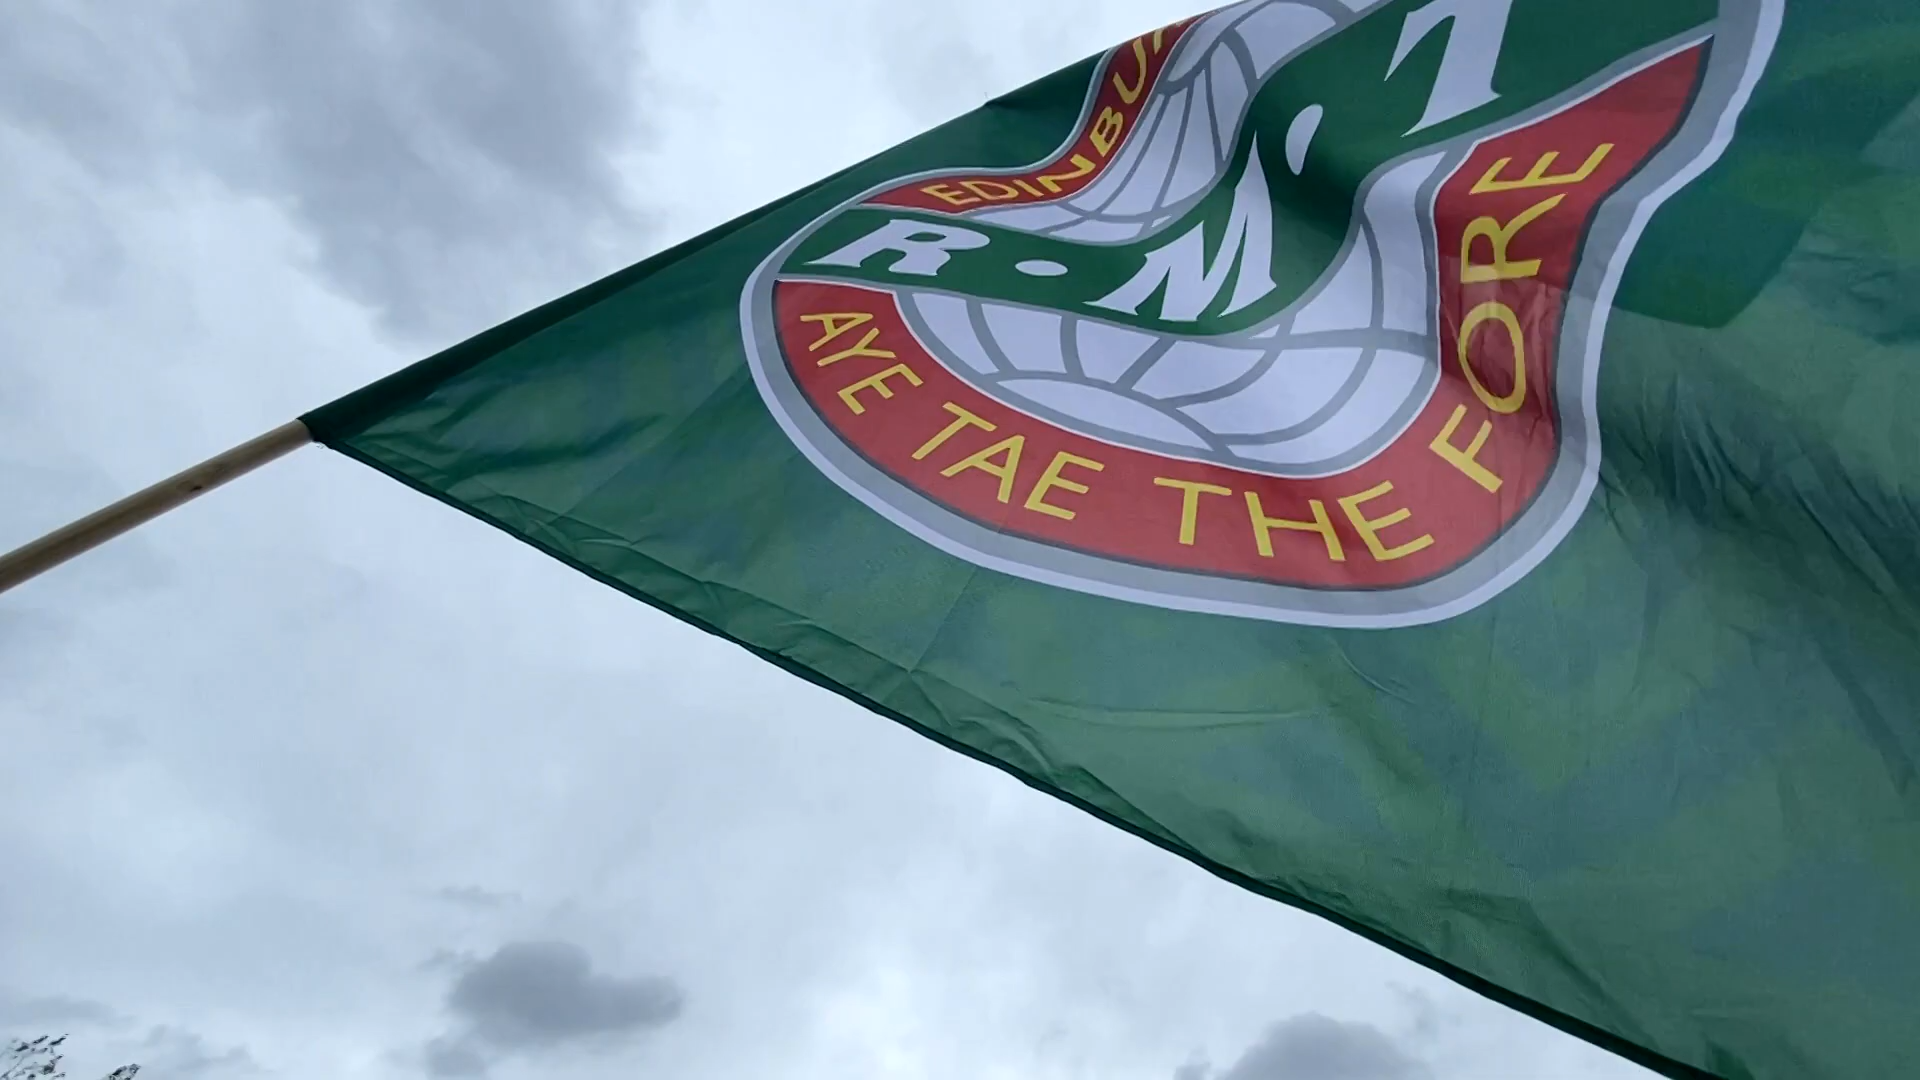 EDINBU
R • M • T
AYE TAE THE FORE